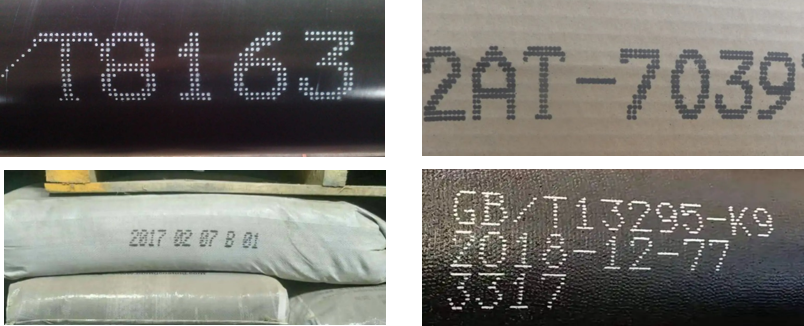 /T8163
2AT-7039
2017 02 07 B 01
GB/T13295-K9
2018-12-77
3317